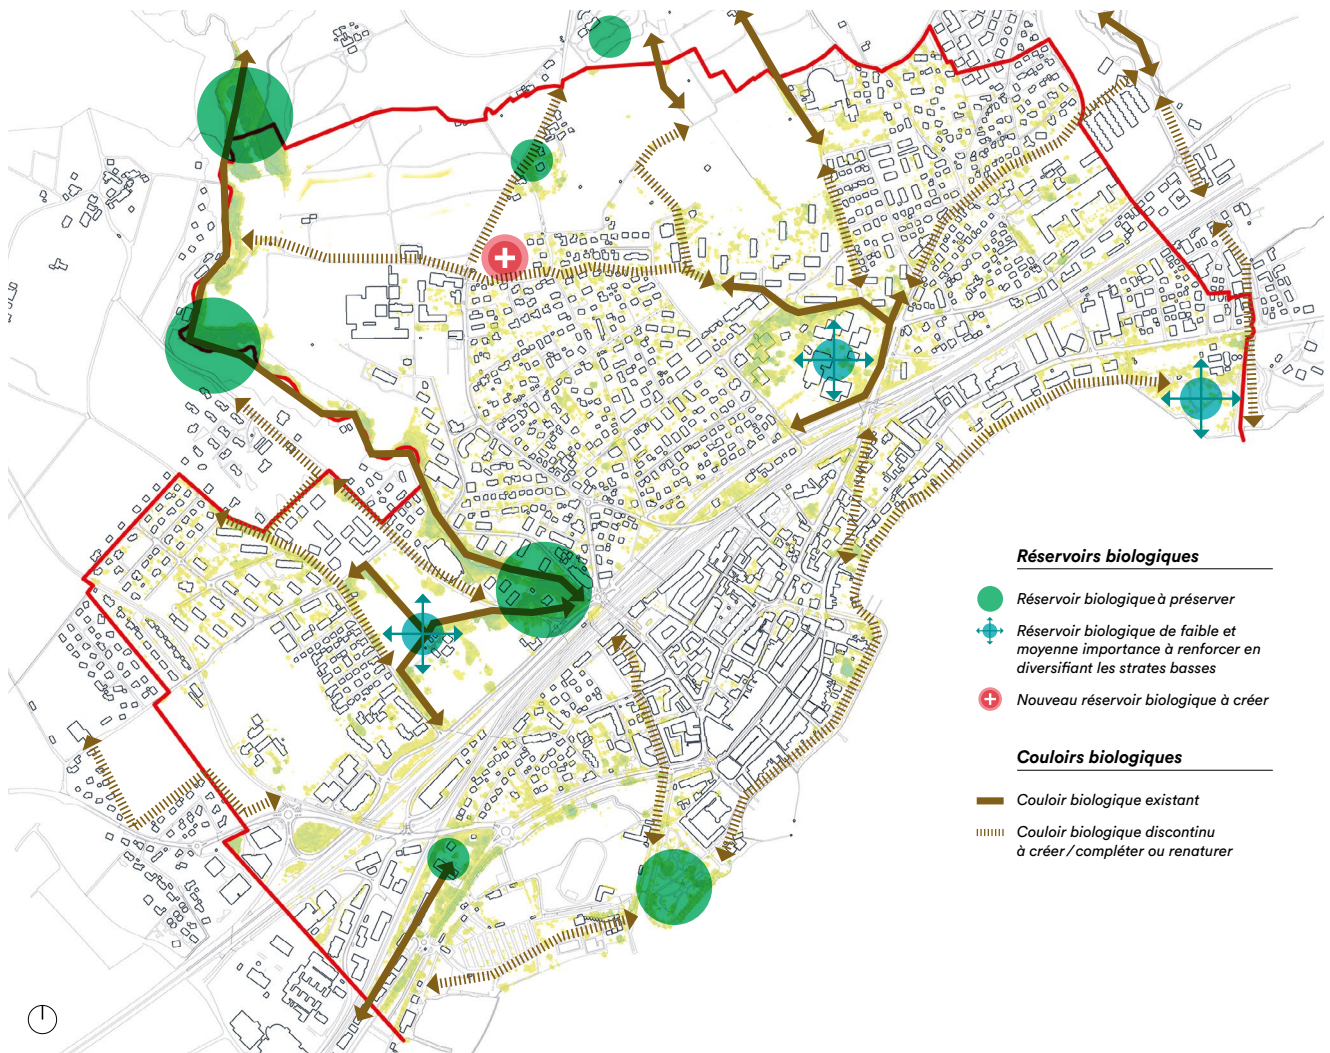 Réservoirs biologiques
Réservoir biologique à préserver
Réservoir biologique de faible et
moyenne importance à renforcer en
diversifiant les strates basses
Nouveau réservoir biologique à créer
Couloirs biologiques
Couloir biologique existant
Couloir biologique discontinu
à créer / compléter ou renaturer